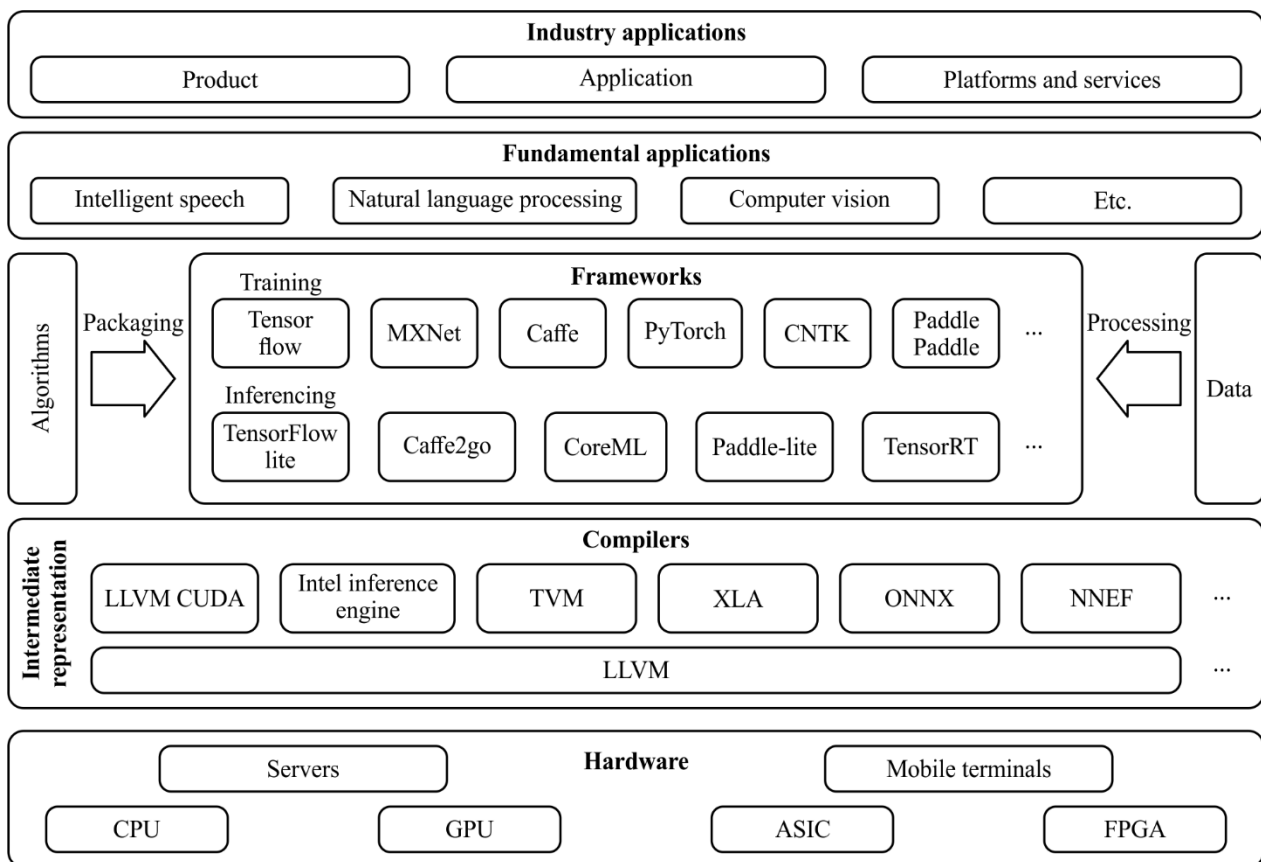 Industry applications
Product
Application
Platforms and services
Fundamental applications
Intelligent speech
Natural language processing
Computer vision
Etc.
Algorithms
Packaging
Frameworks
Training
Tensor
flow
MXNet
Caffe
PyTorch
CNTK
Paddle
Paddle
...
Inferencing
TensorFlow
lite
Caffe2go
CoreML
Paddle-lite
TensorRT
...
Processing
Data
Intermediate
representation
Compilers
LLVM CUDA
Intel inference
engine
TVM
XLA
ONNX
NNEF
...
LLVM
...
Hardware
Servers
Mobile terminals
CPU
GPU
ASIC
FPGA